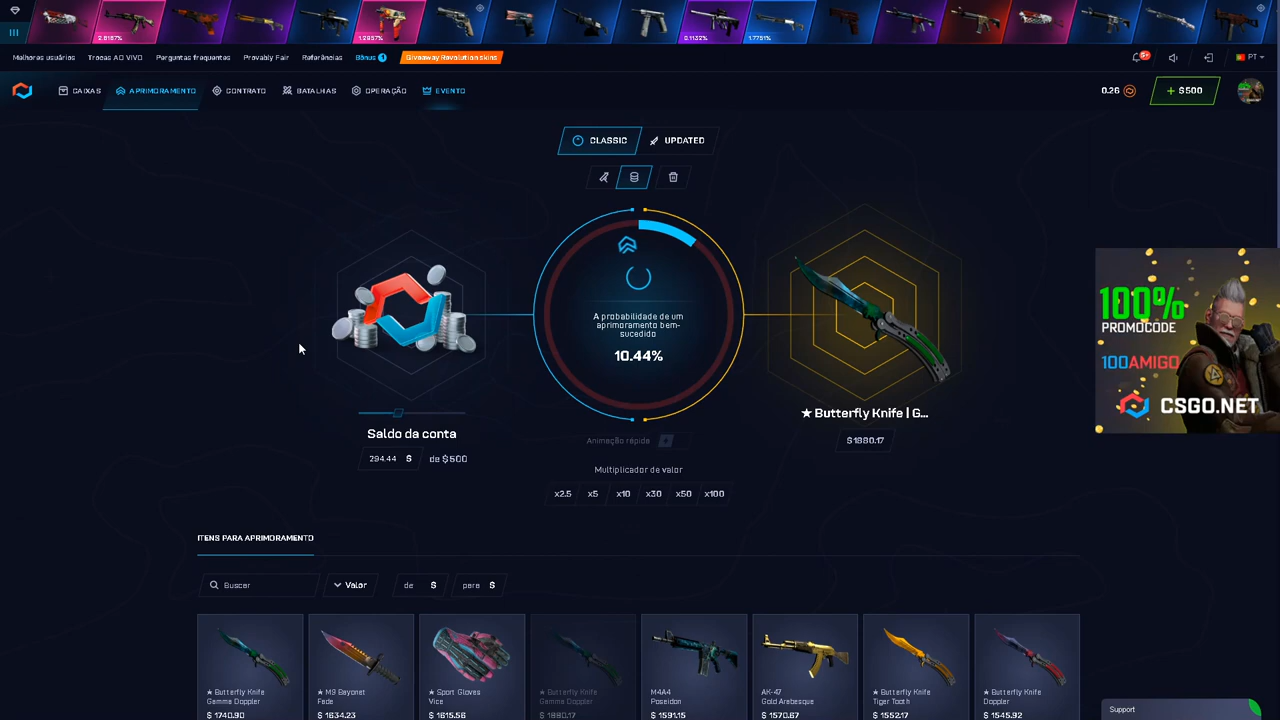 2.8187%
1.2957%
0.1132%
1.7751%
Melhores usuários
Trocas AO VIVO
Perguntas frequentes
Provably Fair
Referências
Bônus
Giveaway Revolution skins
5+
PT
CAIXAS
APRIMORAMENTO
CONTRATO
BATALHAS
OPERAÇÃO
EVENTO
0.26
+ $500
CLASSIC
UPDATED
A probabilidade de um
aprimoramento bem-
sucedido
10.44%
100%
PROMOCODE
100AMIGO
CSGO.NET
★ Butterfly Knife | G...
$1880.17
Saldo da conta
294.44 $ de $500
Animação rápida
Multiplicador de valor
x2.5 x5 x10 x30 x50 x100
ITENS PARA APRIMORAMENTO
Buscar
Valor
de $
para $
★ Butterfly Knife
Gamma Doppler
$ 1740.90
★ M9 Bayonet
Fade
$ 1634.23
★ Sport Gloves
Vice
$ 1615.56
★ Butterfly Knife
Gamma Doppler
$ 1880.17
M4A4
Poseidon
$ 1591.15
AK-47
Gold Arabesque
$ 1570.67
★ Butterfly Knife
Tiger Tooth
$ 1552.17
★ Butterfly Knife
Doppler
$ 1545.92
Support